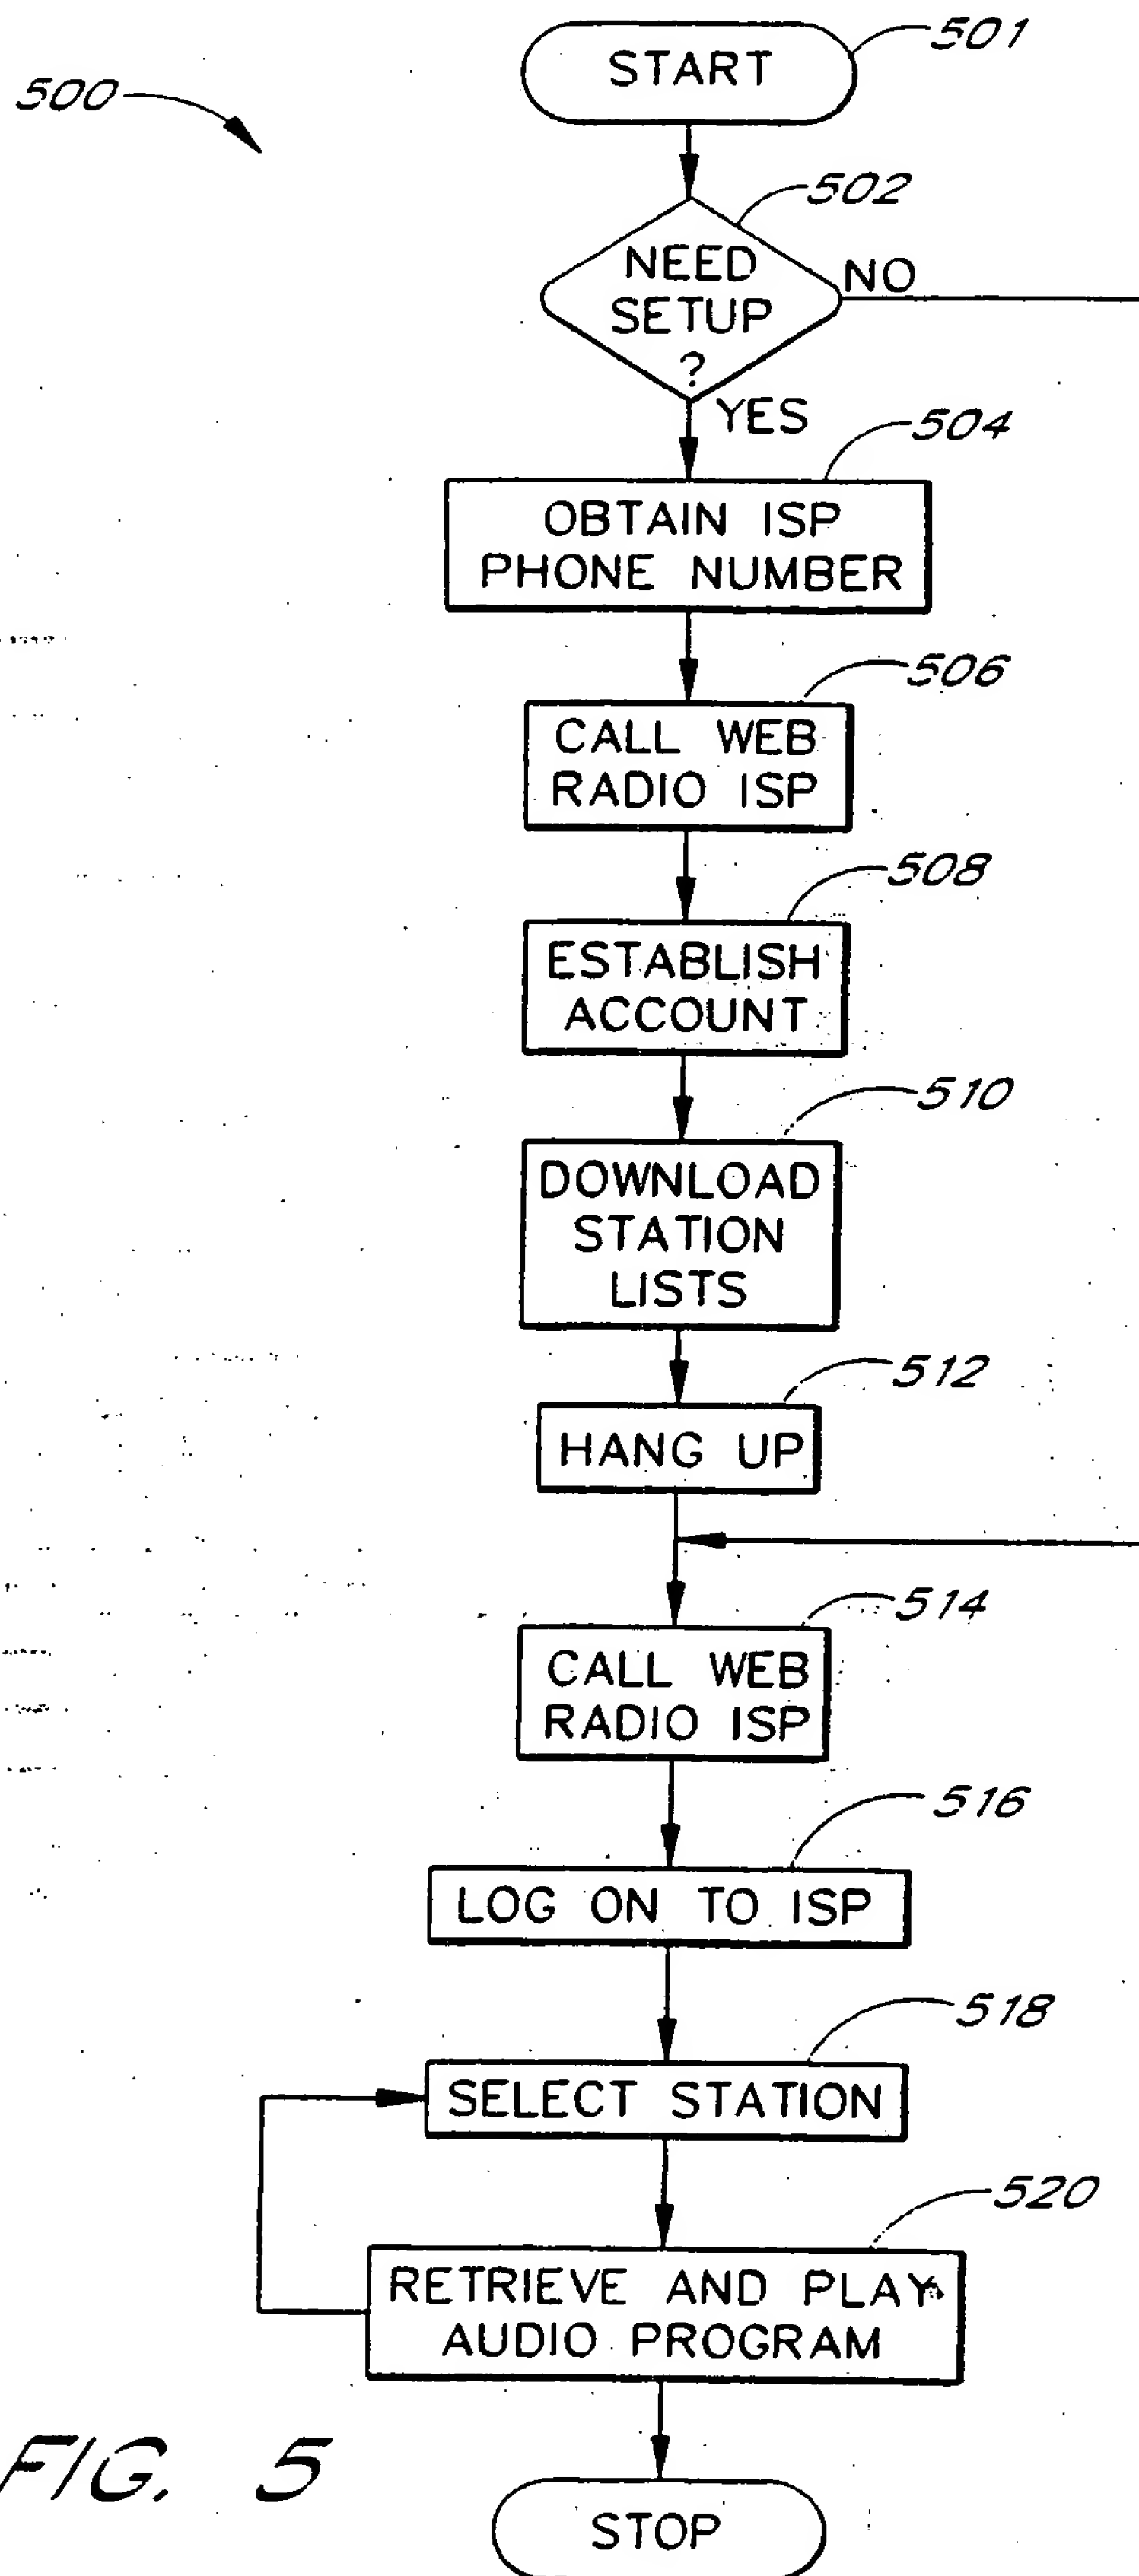 501
START
500
502
NEED
SETUP
?
NO
YES
504
OBTAIN ISP
PHONE NUMBER
506
CALL WEB
RADIO ISP
508
ESTABLISH
ACCOUNT
510
DOWNLOAD
STATION
LISTS
512
HANG UP
514
CALL WEB
RADIO ISP
516
LOG ON TO ISP
518
SELECT STATION
520
RETRIEVE AND PLAY
AUDIO PROGRAM
FIG. 5
STOP